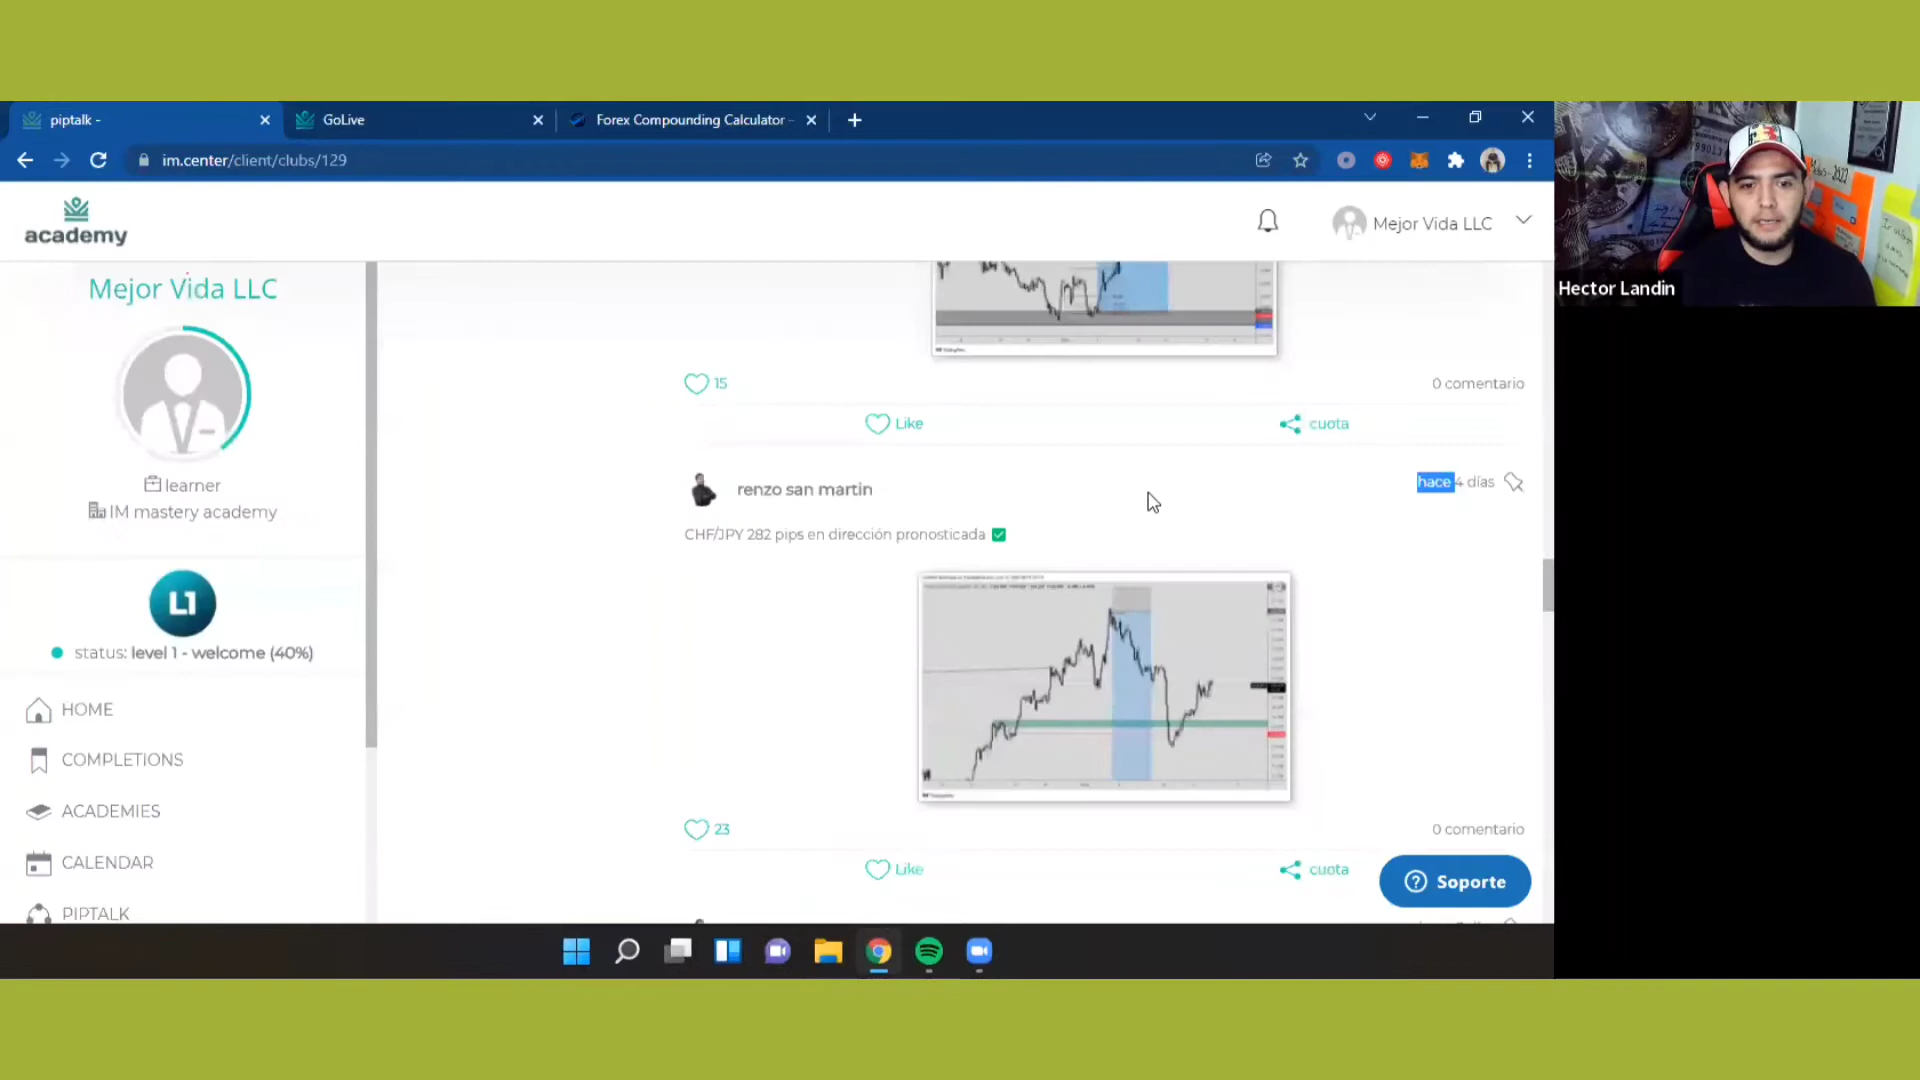 piptalk -
GoLive
Forex Compounding Calculator -
im.center/client/clubs/129
academy
Mejor Vida LLC
Hector Landin
Mejor Vida LLC
learner
IM mastery academy
L1
status: level 1 - welcome (40%)
HOME
COMPLETIONS
ACADEMIES
CALENDAR
PIPTALK
15
0 comentario
Like
cuota
renzo san martin
hace 4 días
CHF/JPY 282 pips en dirección pronosticada
23
0 comentario
Like
cuota
Soporte